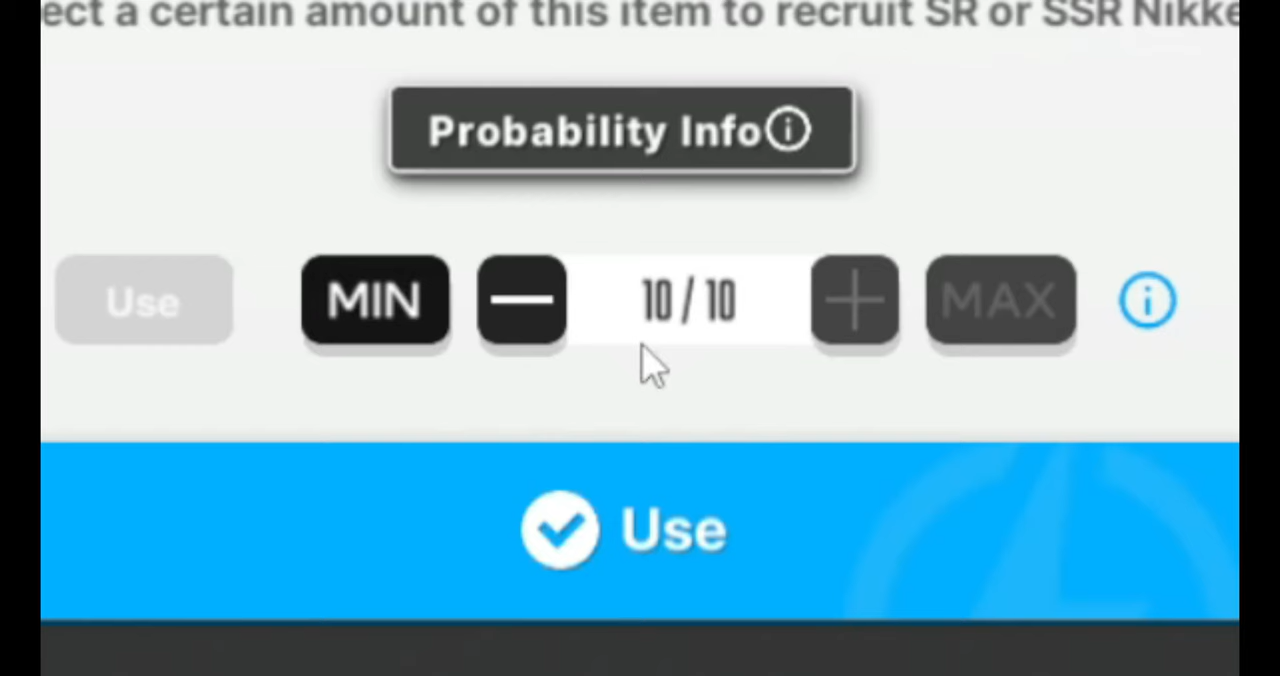 ect a certain amount of this item to recruit SR or SSR Nikke
Probability Info
Use MIN 10 / 10 MAX
Use